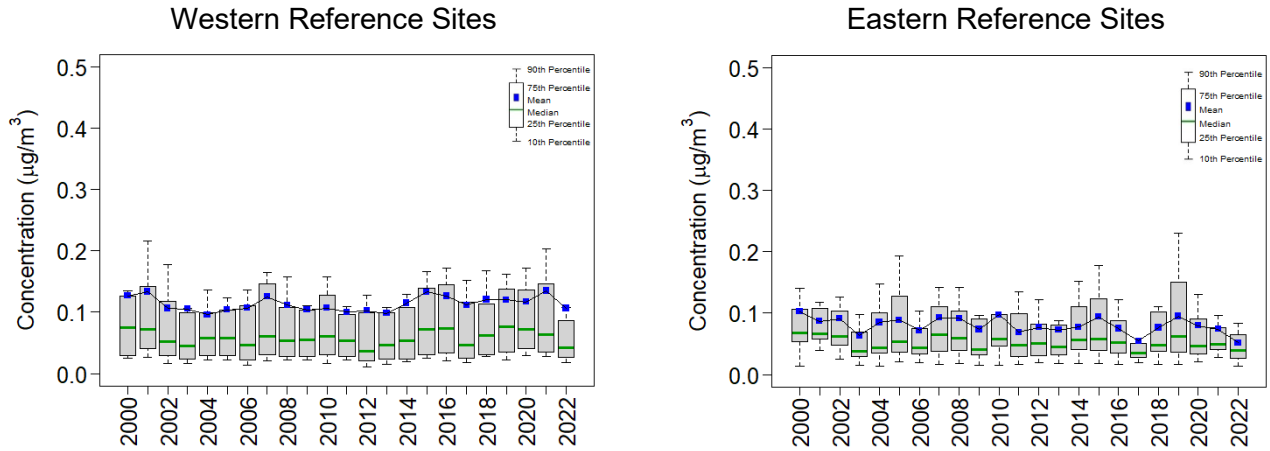 Western Reference Sites
Concentration (μg/m³)
0.5
0.4
0.3
0.2
0.1
0.0
90th Percentile
75th Percentile
Mean
Median
25th Percentile
10th Percentile
2000
2002
2004
2006
2008
2010
2012
2014
2016
2018
2020
2022
Eastern Reference Sites
Concentration (μg/m³)
0.5
0.4
0.3
0.2
0.1
0.0
90th Percentile
75th Percentile
Mean
Median
25th Percentile
10th Percentile
2000
2002
2004
2006
2008
2010
2012
2014
2016
2018
2020
2022